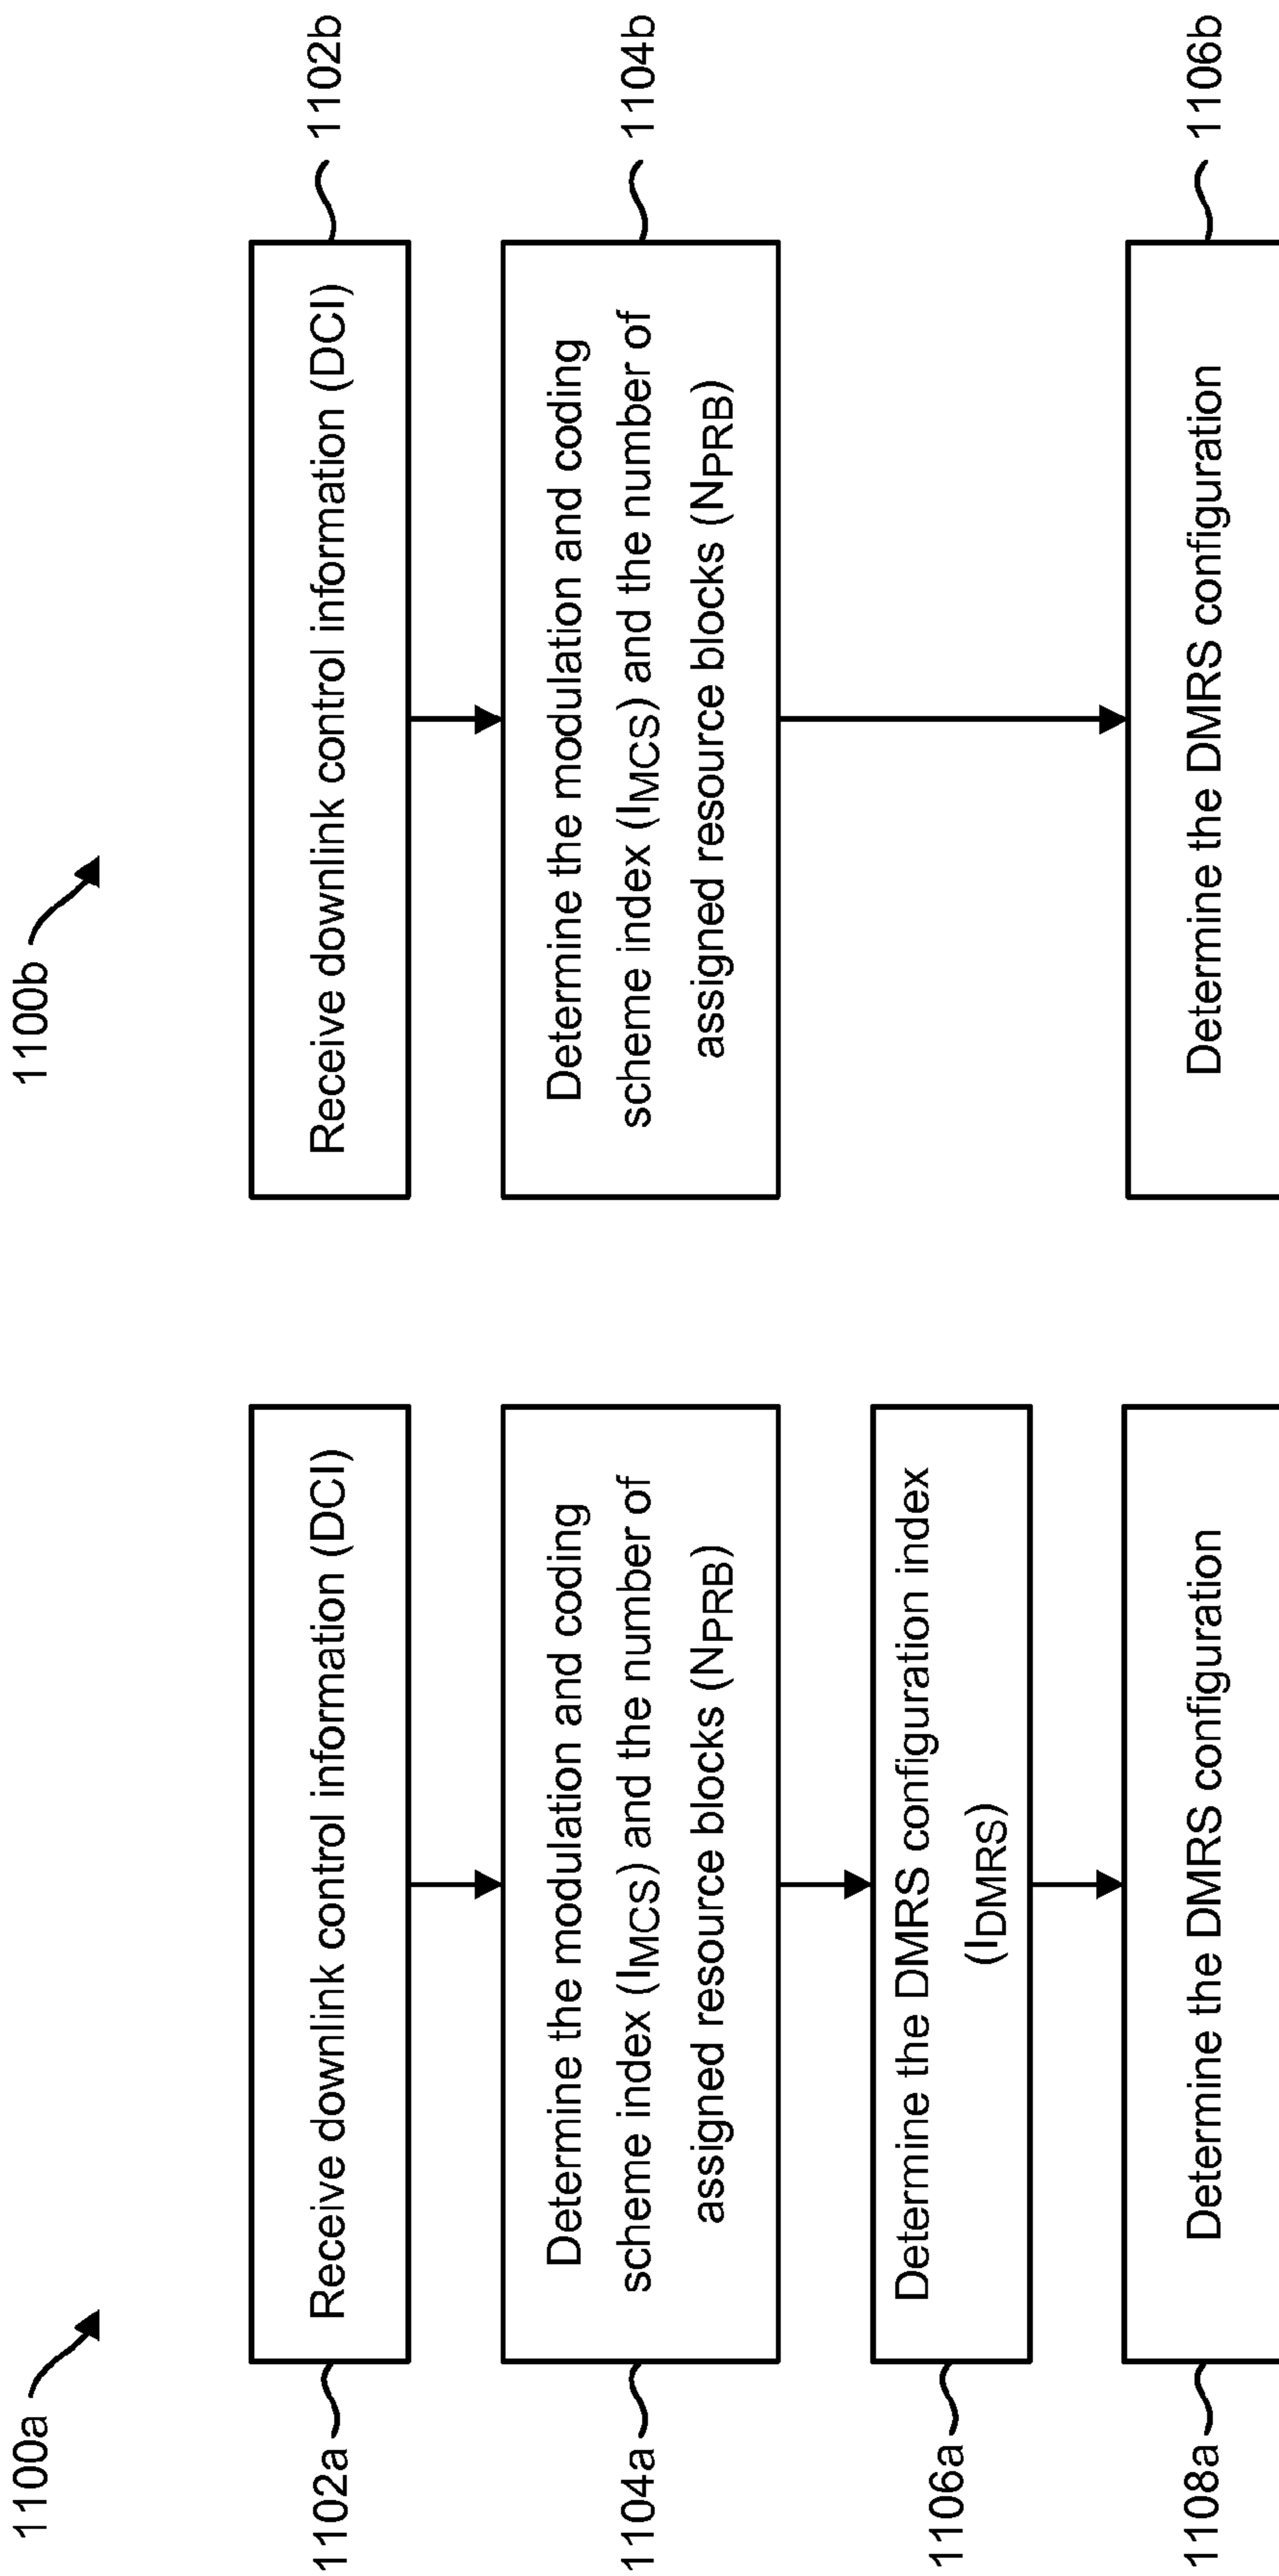 1100a
1102a
Receive downlink control information (DCI)
1104a
Determine the modulation and coding
scheme index (IMCS) and the number of
assigned resource blocks (NPRB)
1106a
Determine the DMRS configuration index
(IDMRS)
1108a
Determine the DMRS configuration
1100b
Receive downlink control information (DCI)
1102b
Determine the modulation and coding
scheme index (IMCS) and the number of
assigned resource blocks (NPRB)
1104b
Determine the DMRS configuration
1106b